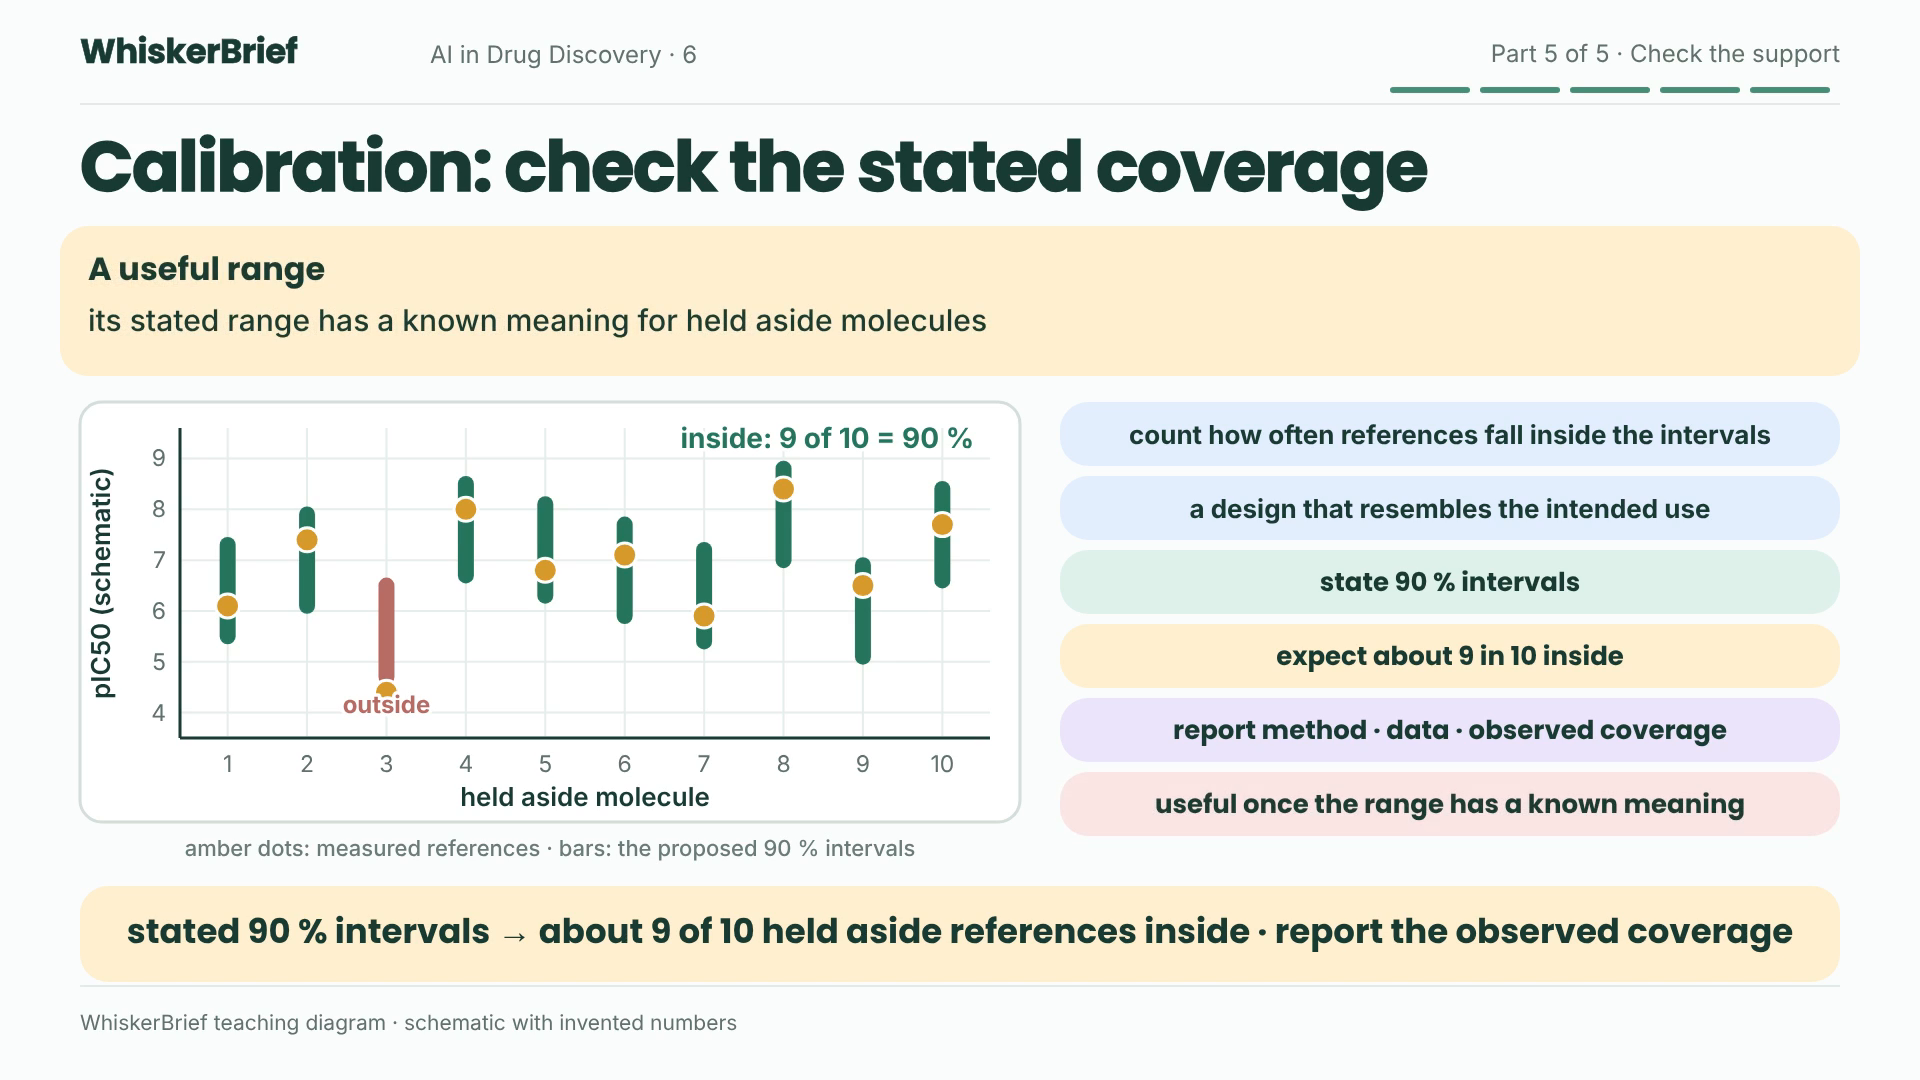 WhiskerBrief
AI in Drug Discovery · 6
Part 5 of 5 · Check the support
Calibration: check the stated coverage
A useful range
its stated range has a known meaning for held aside molecules
inside: 9 of 10 = 90 %
pIC50 (schematic)
9
8
7
6
5
4
outside
1 2 3 4 5 6 7 8 9 10
held aside molecule
amber dots: measured references · bars: the proposed 90 % intervals
count how often references fall inside the intervals
a design that resembles the intended use
state 90 % intervals
expect about 9 in 10 inside
report method · data · observed coverage
useful once the range has a known meaning
stated 90 % intervals → about 9 of 10 held aside references inside · report the observed coverage
WhiskerBrief teaching diagram · schematic with invented numbers